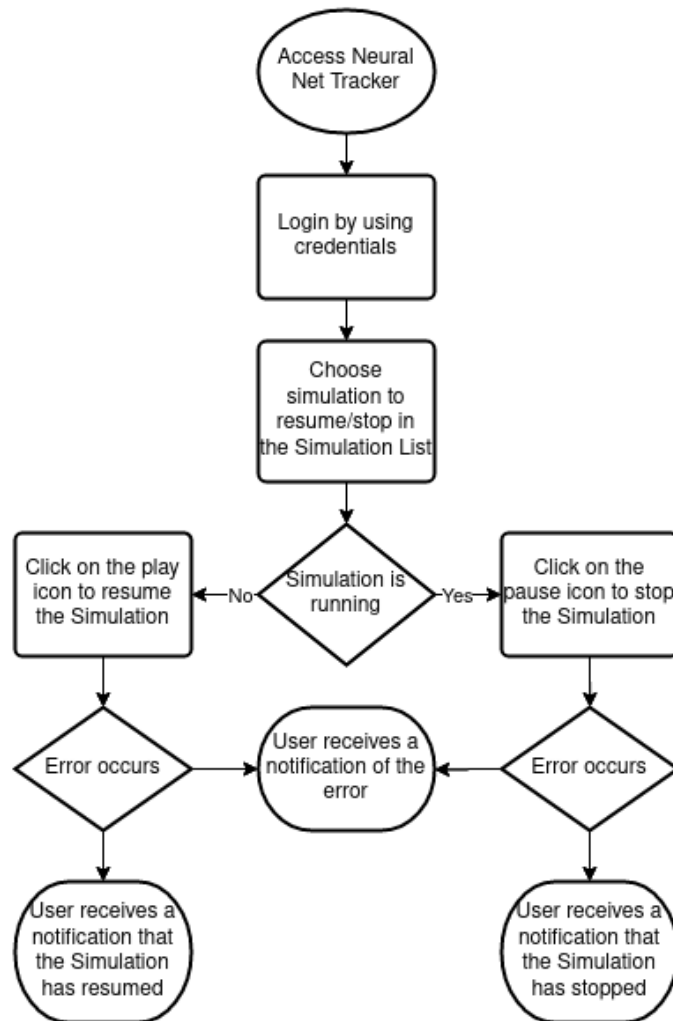 Access Neural
Net Tracker
Login by using
credentials
Choose
simulation to
resume/stop in
the Simulation List
Click on the play
icon to resume
the Simulation
No
Simulation is
running
Yes
Click on the
pause icon to stop
the Simulation
Error occurs
User receives a
notification of the
error
Error occurs
User receives a
notification that
the Simulation
has resumed
User receives a
notification that
the Simulation
has stopped